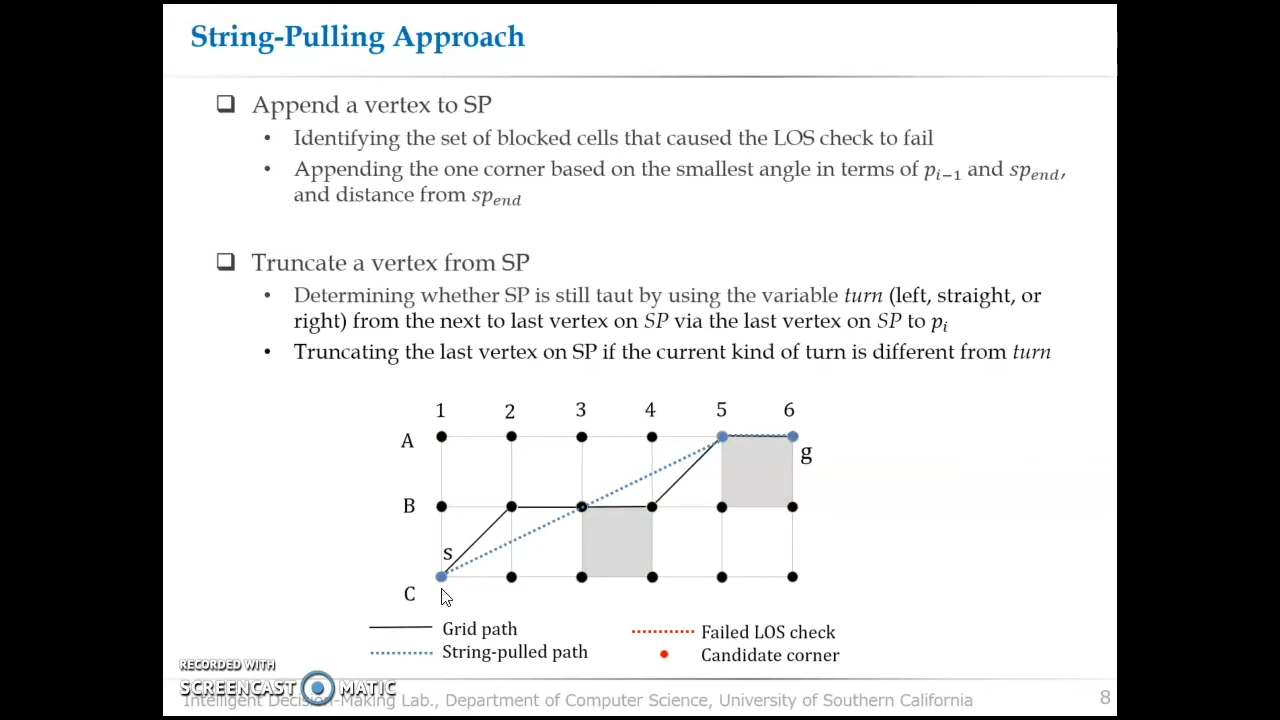 String-Pulling Approach
❑ Append a vertex to SP
• Identifying the set of blocked cells that caused the LOS check to fail
• Appending the one corner based on the smallest angle in terms of p_{i−1} and sp_{end},
and distance from sp_{end}
❑ Truncate a vertex from SP
• Determining whether SP is still taut by using the variable turn (left, straight, or
right) from the next to last vertex on SP via the last vertex on SP to p_i
• Truncating the last vertex on SP if the current kind of turn is different from turn
1 2 3 4 5 6
A
g
B
s
C
Grid path
Failed LOS check
String-pulled path
Candidate corner
RECORDED WITH
SCREENCAST MATIC
Intelligent Decision-Making Lab., Department of Computer Science, University of Southern California
8